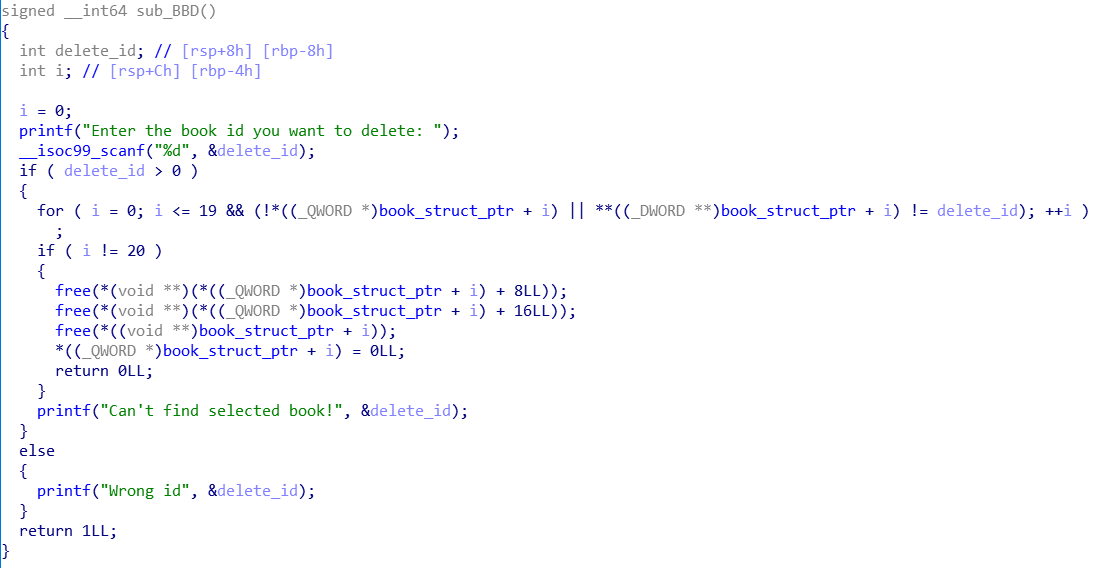 signed __int64 sub_BBD()
{
  int delete_id; // [rsp+8h] [rbp-8h]
  int i; // [rsp+Ch] [rbp-4h]

  i = 0;
  printf("Enter the book id you want to delete: ");
  __isoc99_scanf("%d", &delete_id);
  if ( delete_id > 0 )
  {
    for ( i = 0; i <= 19 && (!*((_QWORD *)book_struct_ptr + i) || **((_DWORD **)book_struct_ptr + i) != delete_id); ++i )
      ;
    if ( i != 20 )
    {
      free(*(void **)(*((_QWORD *)book_struct_ptr + i) + 8LL));
      free(*(void **)(*((_QWORD *)book_struct_ptr + i) + 16LL));
      free(*((void **)book_struct_ptr + i));
      *((_QWORD *)book_struct_ptr + i) = 0LL;
      return 0LL;
    }
    printf("Can't find selected book!", &delete_id);
  }
  else
  {
    printf("Wrong id", &delete_id);
  }
  return 1LL;
}